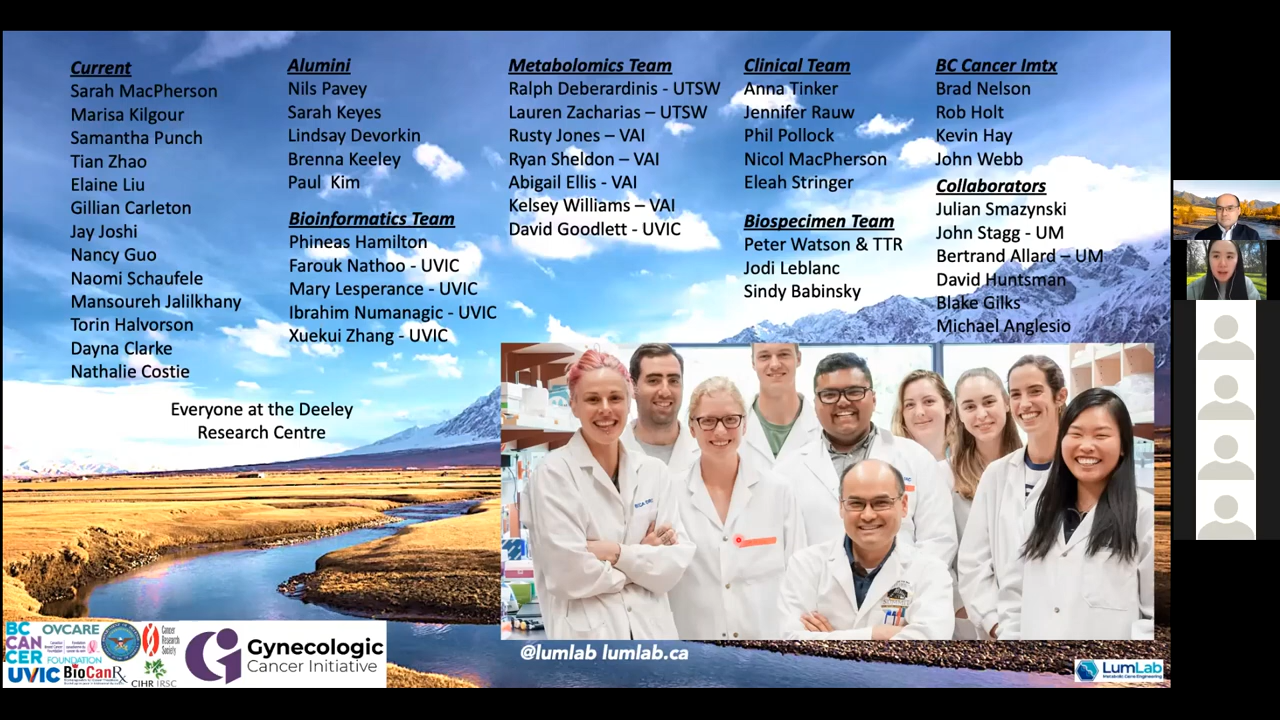 Current
Sarah MacPherson
Marisa Kilgour
Samantha Punch
Tian Zhao
Elaine Liu
Gillian Carleton
Jay Joshi
Nancy Guo
Naomi Schaufele
Mansoureh Jalilkhany
Torin Halvorson
Dayna Clarke
Nathalie Costie
Everyone at the Deeley
Research Centre
Alumini
Nils Pavey
Sarah Keyes
Lindsay Devorkin
Brenna Keeley
Paul Kim
Bioinformatics Team
Phineas Hamilton
Farouk Nathoo - UVIC
Mary Lesperance - UVIC
Ibrahim Numanagic - UVIC
Xuekui Zhang - UVIC
Metabolomics Team
Ralph Deberardinis - UTSW
Lauren Zacharias – UTSW
Rusty Jones – VAI
Ryan Sheldon – VAI
Abigail Ellis - VAI
Kelsey Williams – VAI
David Goodlett - UVIC
Clinical Team
Anna Tinker
Jennifer Rauw
Phil Pollock
Nicol MacPherson
Eleah Stringer
Biospecimen Team
Peter Watson & TTR
Jodi Leblanc
Sindy Babinsky
BC Cancer Imtx
Brad Nelson
Rob Holt
Kevin Hay
John Webb
Collaborators
Julian Smazynski
John Stagg - UM
Bertrand Allard – UM
David Huntsman
Blake Gilks
Michael Anglesio
@lumlab lumlab.ca
BC
CAN
CER
FOUNDATION
OVCARE
Cancer
Research
Society
UVIC
BioCanRx
CIHR IRSC
Gynecologic
Cancer Initiative
LumLab
Metabolic Gene Engineering